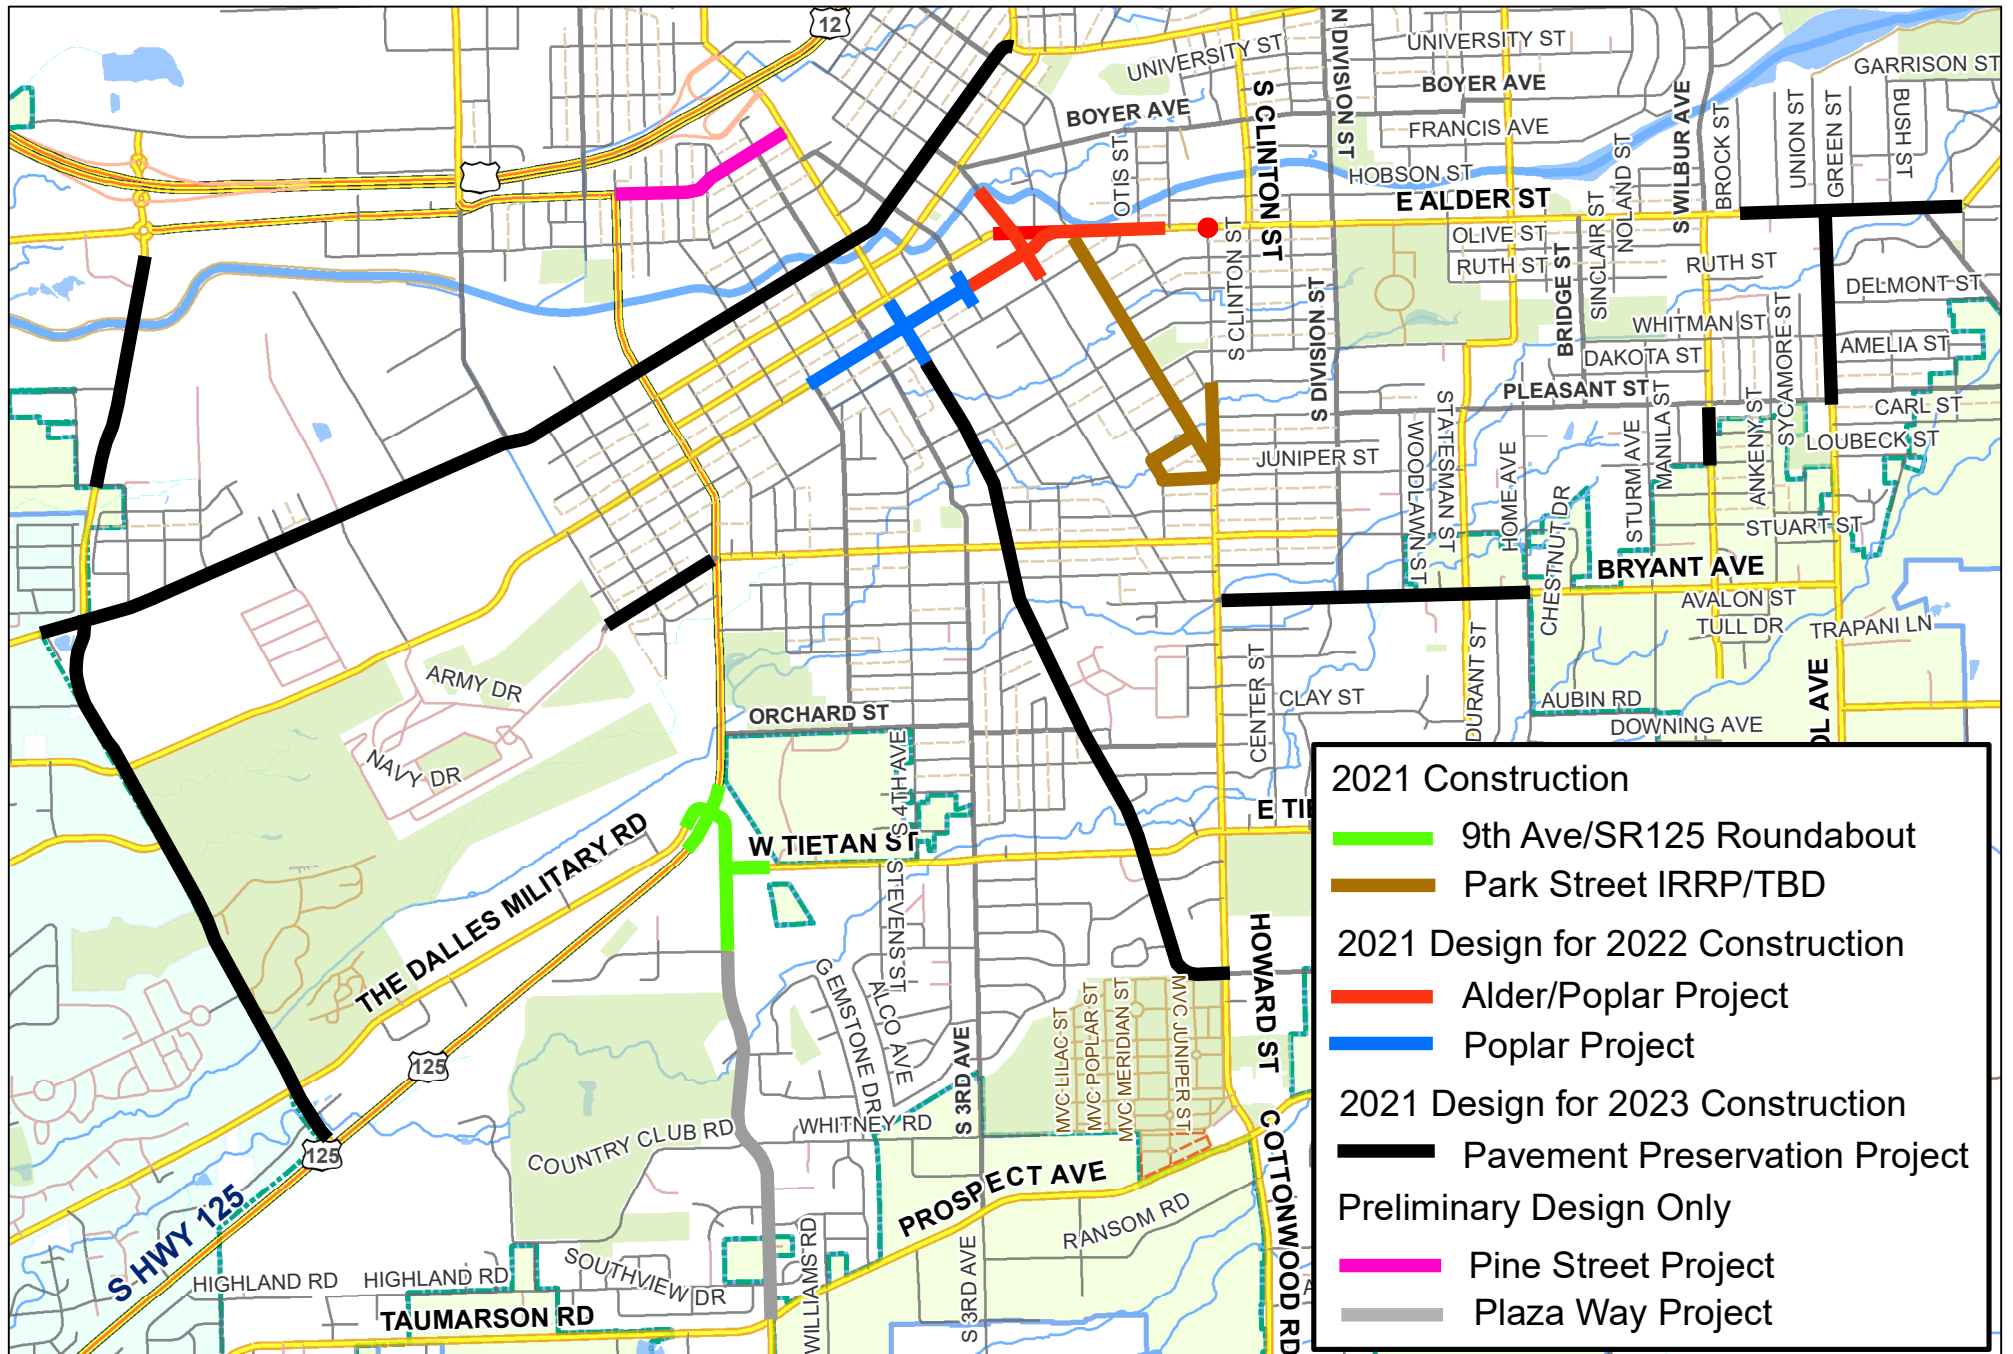 12
UNIVERSITY ST
UNIVERSITY ST
N DIVISION ST
GARRISON ST
BOYER AVE
BOYER AVE
S CLINTON ST
S WILBUR AVE
BROCK ST
UNION ST
GREEN ST
BUSH ST
FRANCIS AVE
OTIS ST
HOBSON ST
NOLAND ST
E ALDER ST
SINCLAIR ST
OLIVE ST
RUTH ST
RUTH ST
BRIDGE ST
DELMONT ST
S CLINTON ST
S DIVISION ST
WHITMAN ST
SYCAMORE ST
DAKOTA ST
AMELIA ST
PLEASANT ST
CARL ST
STATESMAN ST
WOODLAWN ST
HOME AVE
STURM AVE
MANILA ST
ANKENY ST
LOUBECK ST
JUNIPER ST
CHESTNUT DR
STUART ST
BRYANT AVE
AVALON ST
TULL DR
TRAPANI LN
ARMY DR
NAVY DR
ORCHARD ST
CENTER ST
CLAY ST
DURANT ST
AUBIN RD
DOWNING AVE
OL AVE
S 4TH AVE
THE DALLES MILITARY RD
W TIETAN ST
E TIE
S STEVENS ST
GEMSTONE DR
ALCO AVE
HOWARD ST
MVC LILAC ST
MVC POPLAR ST
MVC MERIDIAN ST
MVC JUNIPER ST
S 3RD AVE
125
125
COUNTRY CLUB RD
WHITNEY RD
PROSPECT AVE
RANSOM RD
COTTONWOOD RD
S HWY 125
HIGHLAND RD
HIGHLAND RD
SOUTHVIEW DR
WILLIAMS RD
S 3RD AVE
TAUMARSON RD
A
2021 Construction
9th Ave/SR125 Roundabout
Park Street IRRP/TBD
2021 Design for 2022 Construction
Alder/Poplar Project
Poplar Project
2021 Design for 2023 Construction
Pavement Preservation Project
Preliminary Design Only
Pine Street Project
Plaza Way Project